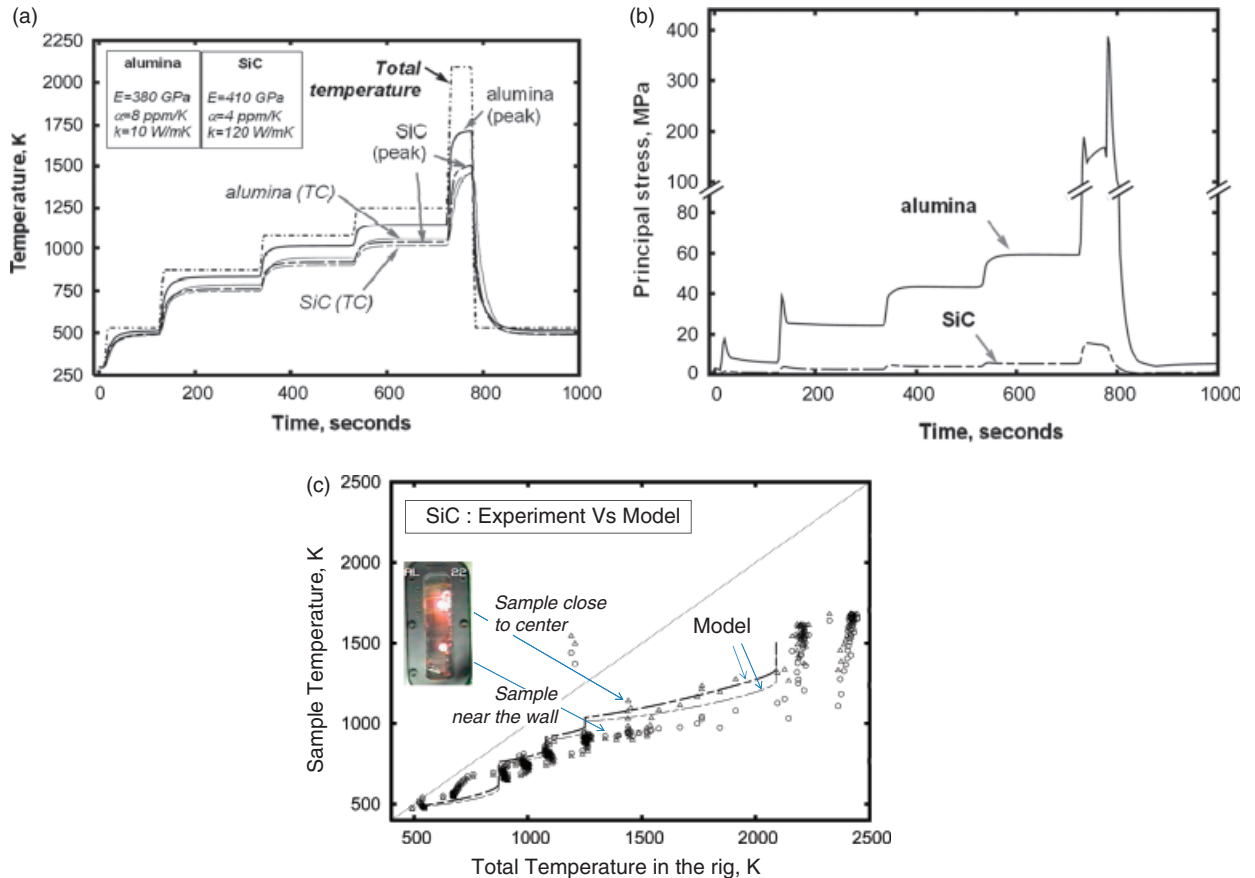 (a)
2250
2000
1750
1500
1250
1000
750
500
250
Temperature, K
alumina
SiC
E=380 GPa
E=410 GPa
α=8 ppm/K
α=4 ppm/K
k=10 W/mK
k=120 W/mK
Total
temperature
alumina
(peak)
SiC
(peak)
alumina (TC)
SiC (TC)
0 200 400 600 800 1000
Time, seconds
(b)
400
300
200
100
80
60
40
20
0
Principal stress, MPa
alumina
SiC
0 200 400 600 800 1000
Time, seconds
(c)
2500
2000
1500
1000
500
Sample Temperature, K
SiC : Experiment Vs Model
AL 22
Sample close
to center
Model
Sample
near the wall
500 1000 1500 2000 2500
Total Temperature in the rig, K